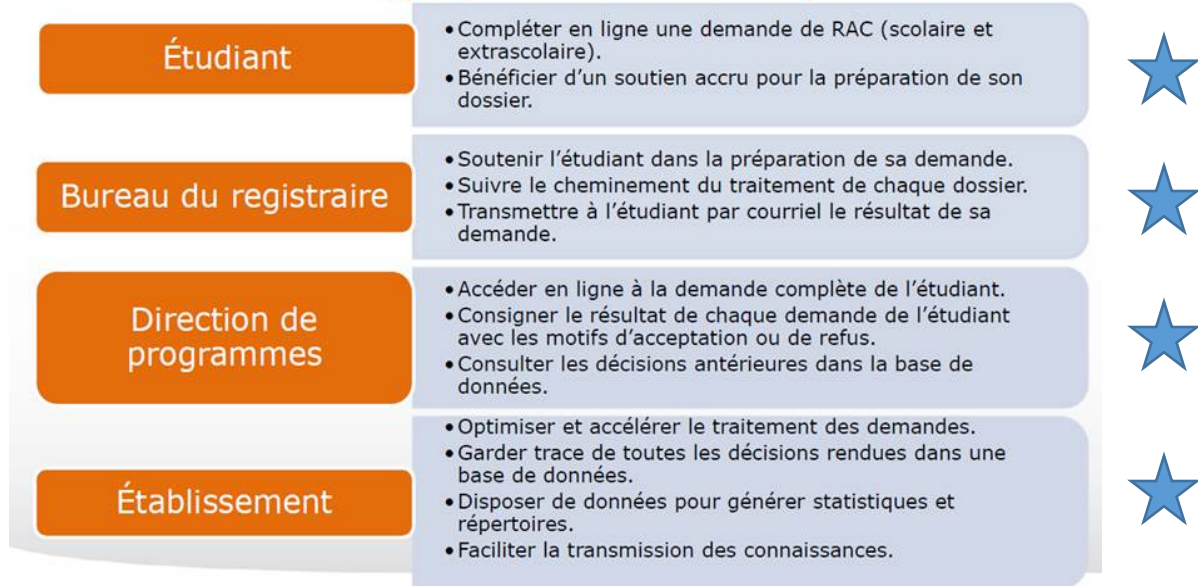 Étudiant
• Compléter en ligne une demande de RAC (scolaire et
extrascolaire).
• Bénéficier d’un soutien accru pour la préparation de son
dossier.
Bureau du registraire
• Soutenir l’étudiant dans la préparation de sa demande.
• Suivre le cheminement du traitement de chaque dossier.
• Transmettre à l’étudiant par courriel le résultat de sa
demande.
Direction de
programmes
• Accéder en ligne à la demande complète de l’étudiant.
• Consigner le résultat de chaque demande de l’étudiant
avec les motifs d’acceptation ou de refus.
• Consulter les décisions antérieures dans la base de
données.
Établissement
• Optimiser et accélérer le traitement des demandes.
• Garder trace de toutes les décisions rendues dans une
base de données.
• Disposer de données pour générer statistiques et
répertoires.
• Faciliter la transmission des connaissances.